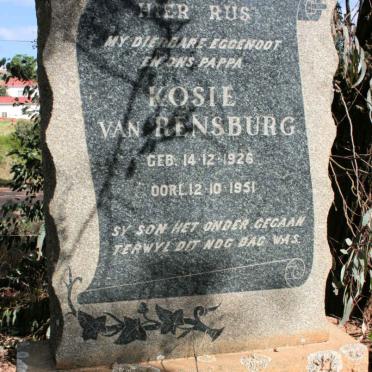 HIER RUS
MY DIERBARE EGGENOOT
EN ONS PAPPA
KOSIE
VAN RENSBURG
GEB. 14-12-1926
OORL. 12-10-1951
SY SON HET ONDER GEGAAN
TERWYL DIT NOG DAG WAS.